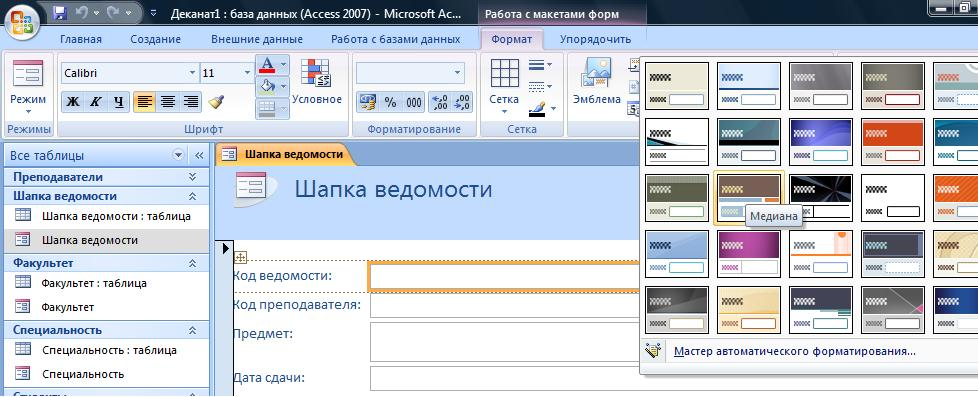 Деканат1 : база данных (Access 2007) - Microsoft Ac...
Работа с макетами форм
Главная
Создание
Внешние данные
Работа с базами данных
Формат
Упорядочить
Режим
Режимы
Calibri
11
Ж К Ч
Условное
Шрифт
% 000
Форматирование
Сетка
Сетка
Эмблема
Все таблицы
Преподаватели
Шапка ведомости
Шапка ведомости : таблица
Шапка ведомости
Факультет
Факультет : таблица
Факультет
Специальность
Специальность : таблица
Специальность
Шапка ведомости
Шапка ведомости
Код ведомости:
Код преподавателя:
Предмет:
Дата сдачи:
Медиана
Мастер автоматического форматирования...